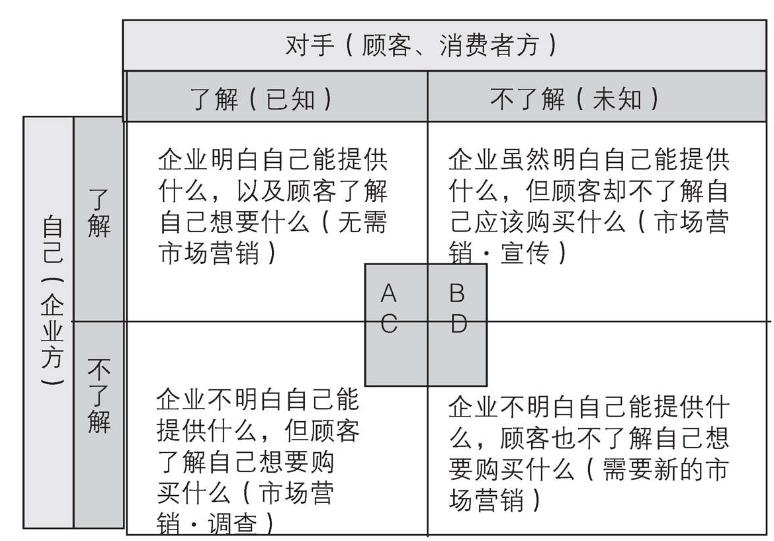 对手（顾客、消费者方）
了解（已知）
不了解（未知）
自己（企业方）
了解
企业明白自己能提供
什么，以及顾客了解
自己想要什么（无需
市场营销）
企业虽然明白自己能提供
什么，但顾客却不了解自
己应该购买什么（市场营
销·宣传）
A
B
C
D
不了解
企业不明白自己能
提供什么，但顾客
了解自己想要购
买什么（市场营
销·调查）
企业不明白自己能提供什
么，顾客也不了解自己想
要购买什么（需要新的市
场营销）